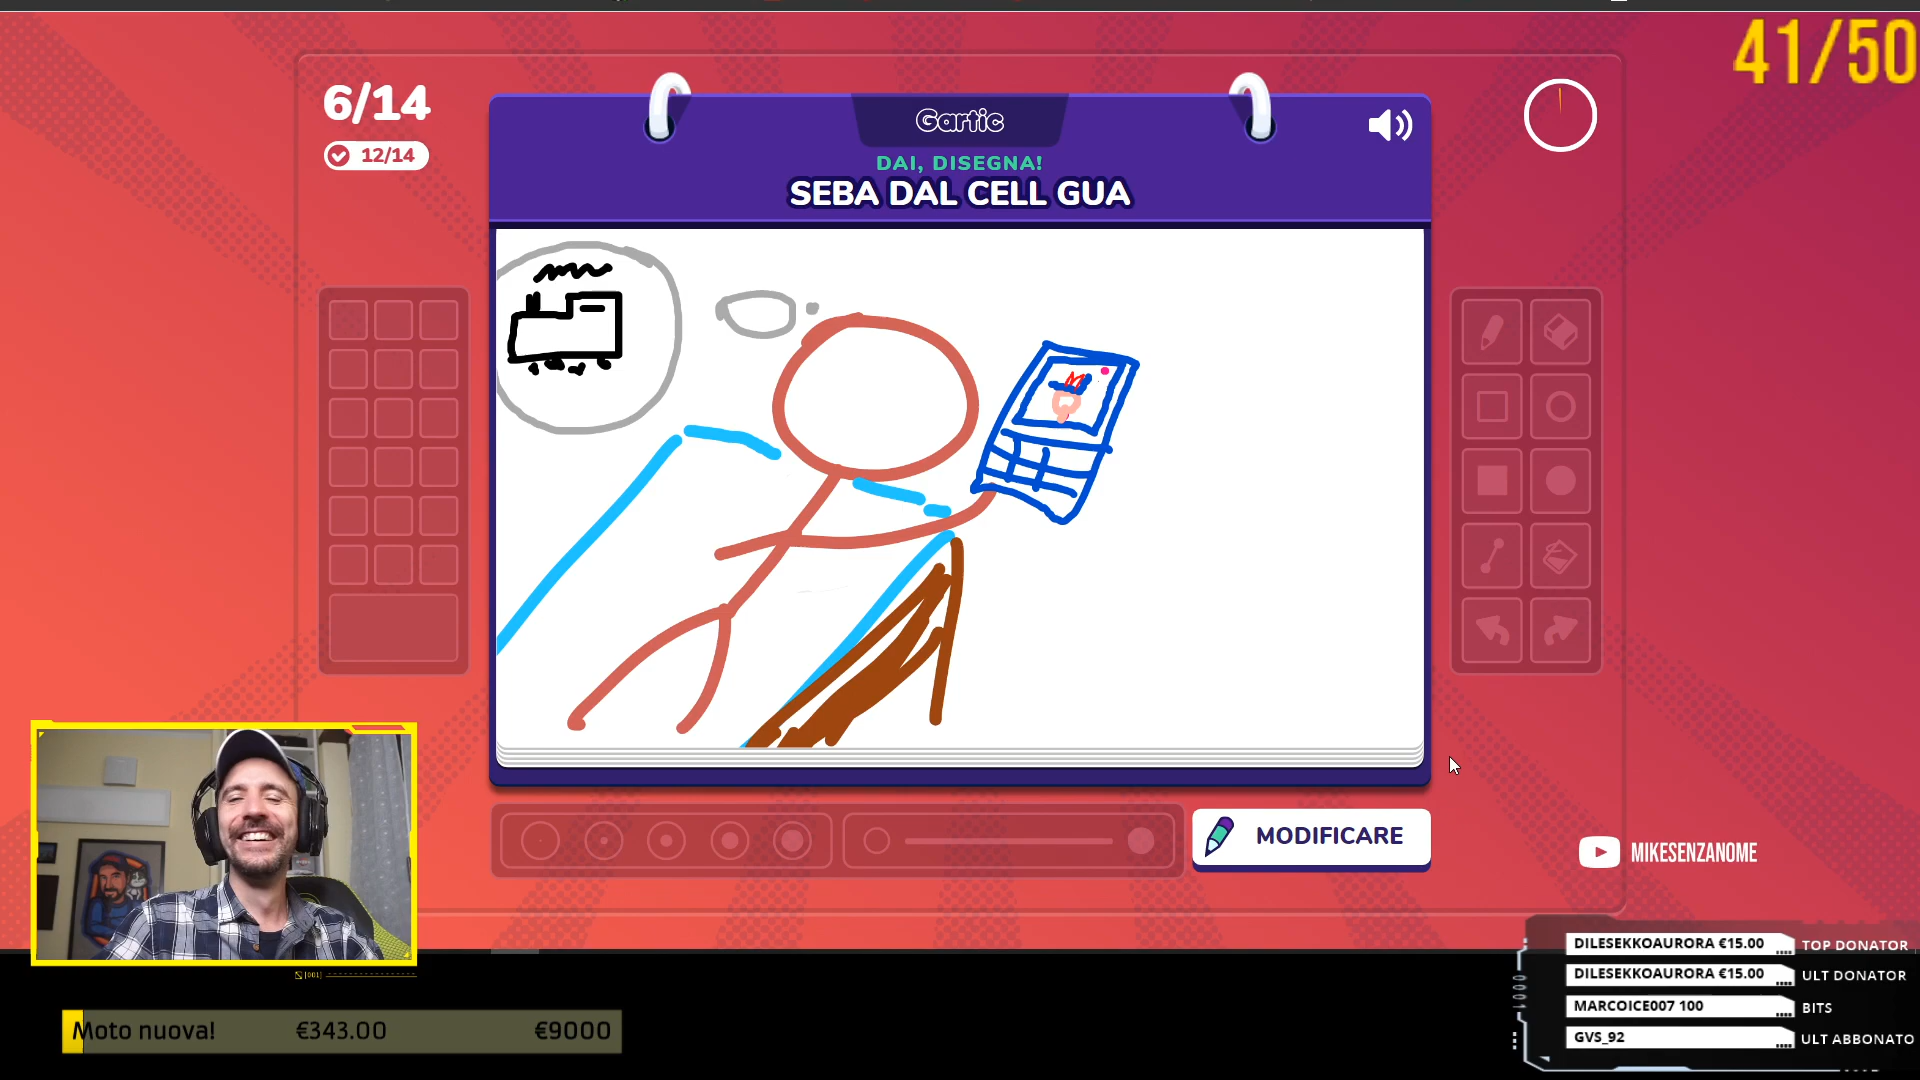 41/50
6/14
12/14
Gartic
DAI, DISEGNA!
SEBA DAL CELL GUA
MODIFICARE
MIKESENZANOME
DILESEKKOAURORA €15.00 TOP DONATOR
DILESEKKOAURORA €15.00 ULT DONATOR
MARCOICE007 100 BITS
GVS_92 ULT ABBONATO
[001]
Moto nuova! €343.00 €9000